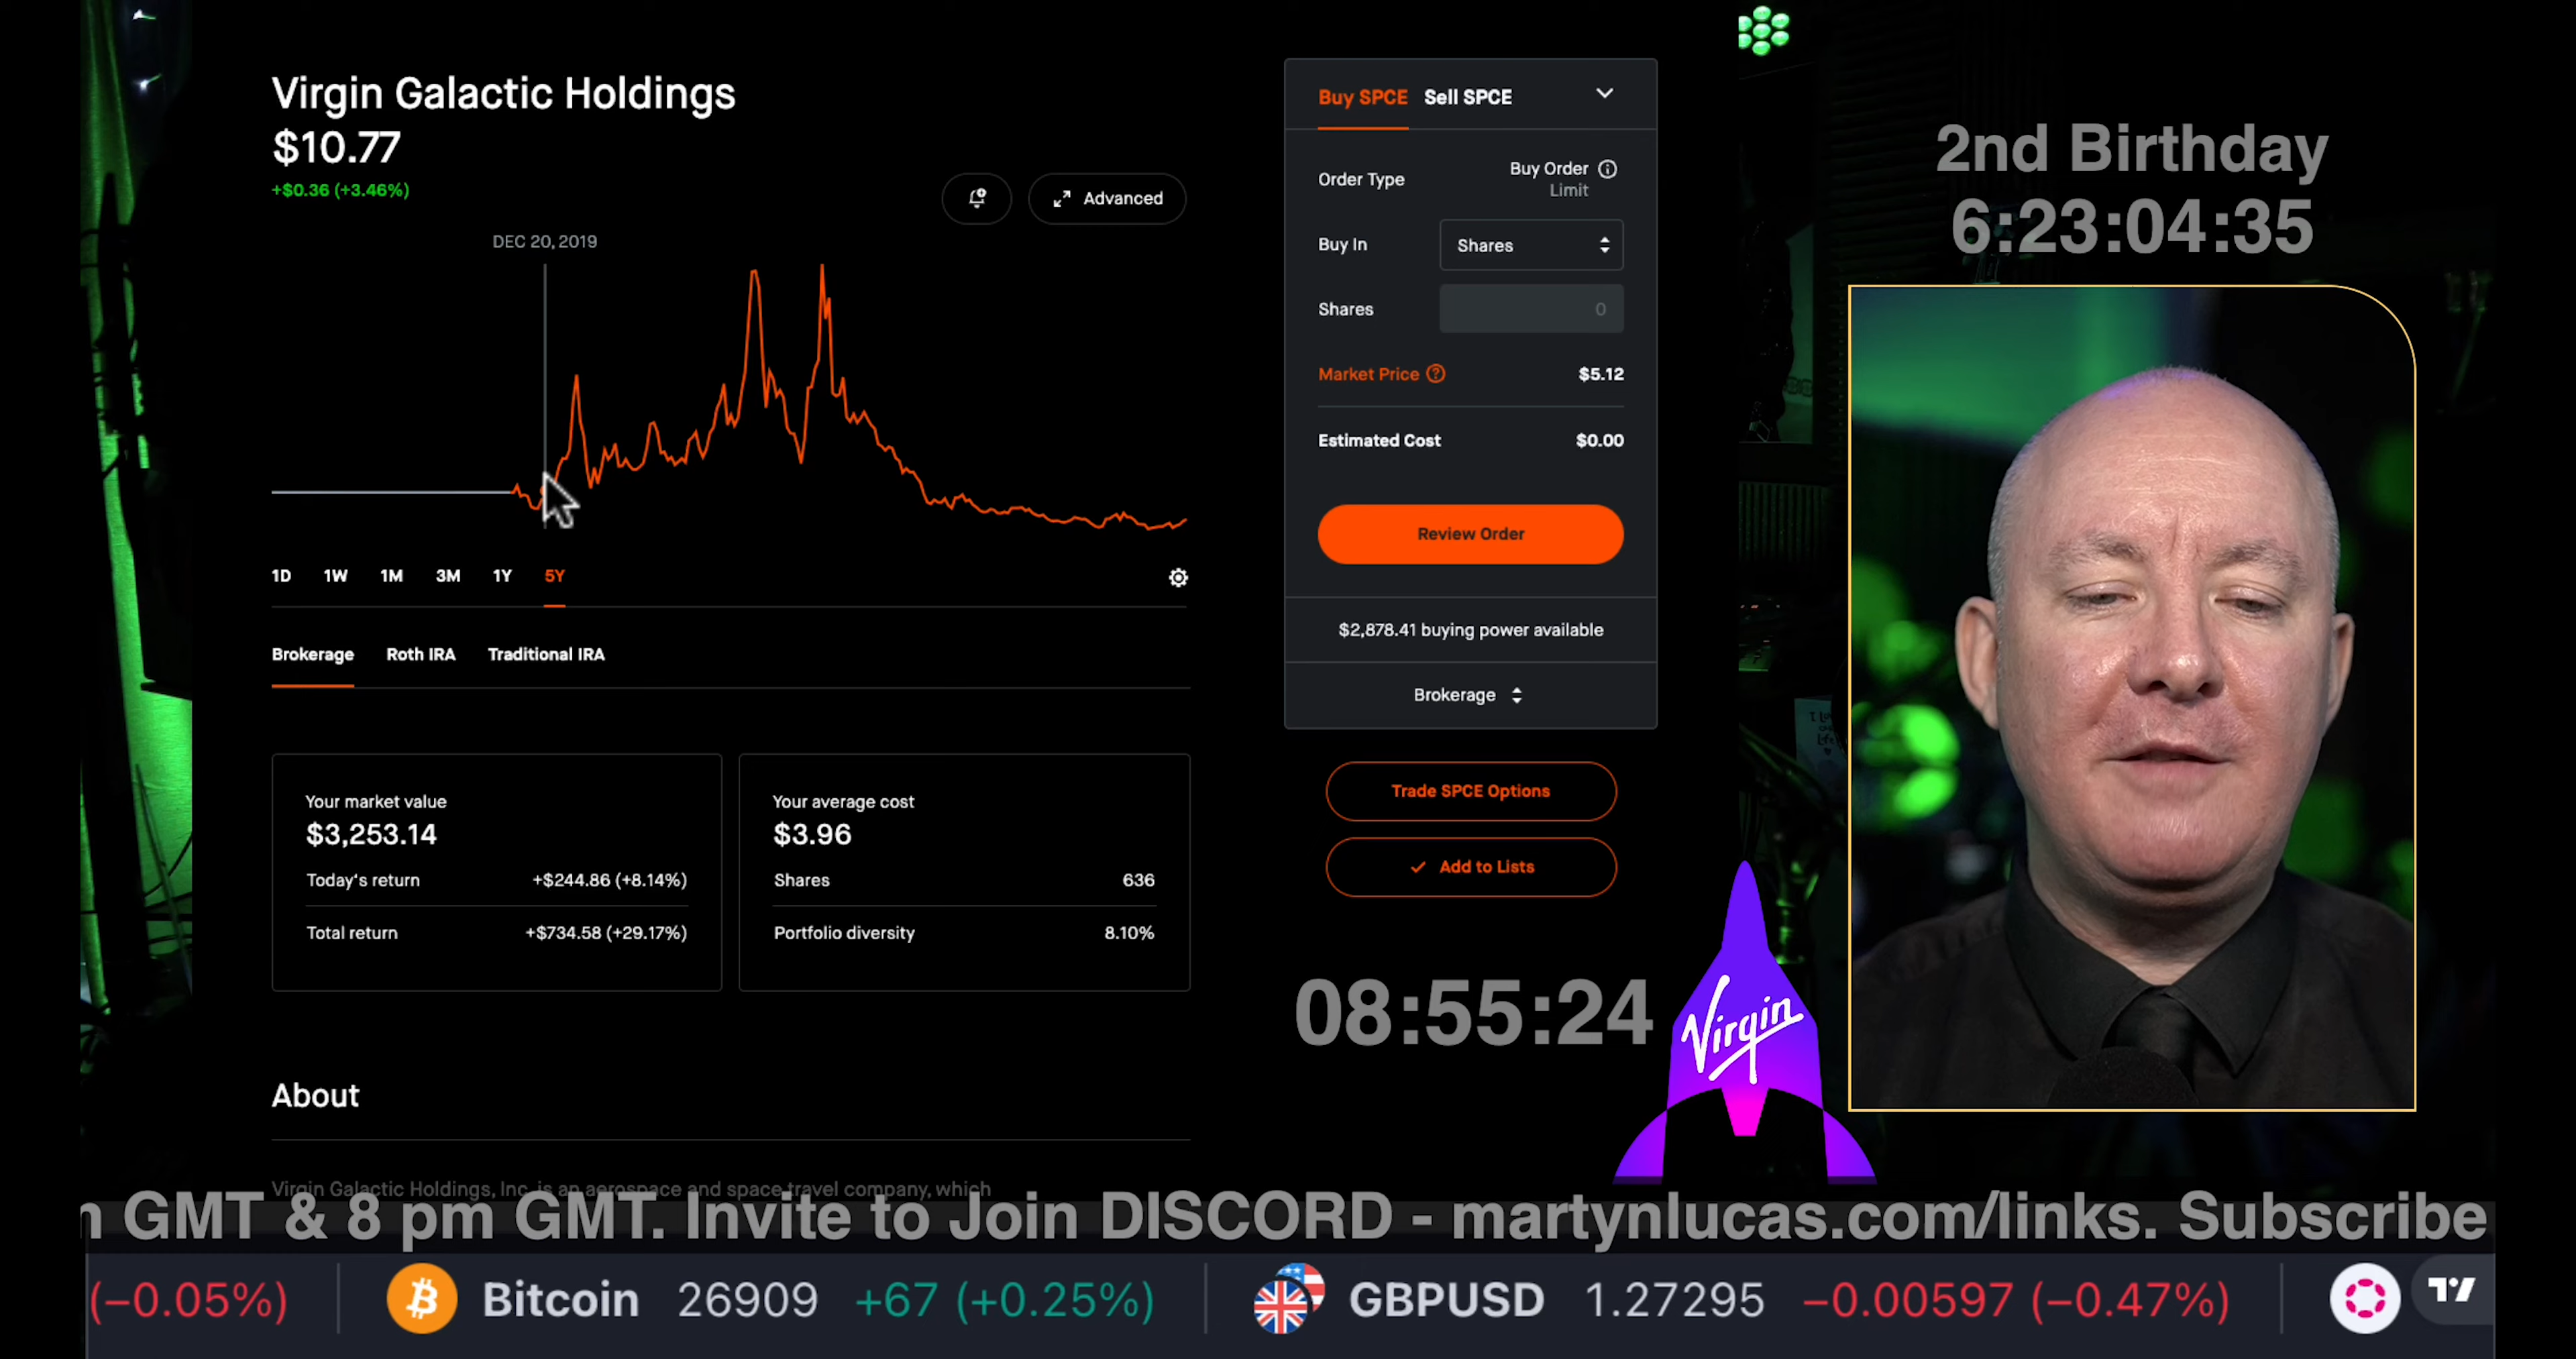 Virgin Galactic Holdings
$10.77
+$0.36 (+3.46%)
Advanced
DEC 20, 2019
1D 1W 1M 3M 1Y 5Y
Brokerage Roth IRA Traditional IRA
Your market value
$3,253.14
Today's return +$244.86 (+8.14%)
Total return +$734.58 (+29.17%)
Your average cost
$3.96
Shares 636
Portfolio diversity 8.10%
About
Virgin Galactic Holdings, Inc. is an aerospace and space travel company, which
Buy SPCE Sell SPCE
Order Type Buy Order
Limit
Buy In Shares
Shares 0
Market Price $5.12
Estimated Cost $0.00
Review Order
$2,878.41 buying power available
Brokerage
Trade SPCE Options
Add to Lists
08:55:24
Virgin
2nd Birthday
6:23:04:35
GMT & 8 pm GMT. Invite to Join DISCORD - martynlucas.com/links. Subscribe
(−0.05%) Bitcoin 26909 +67 (+0.25%) GBPUSD 1.27295 −0.00597 (−0.47%)